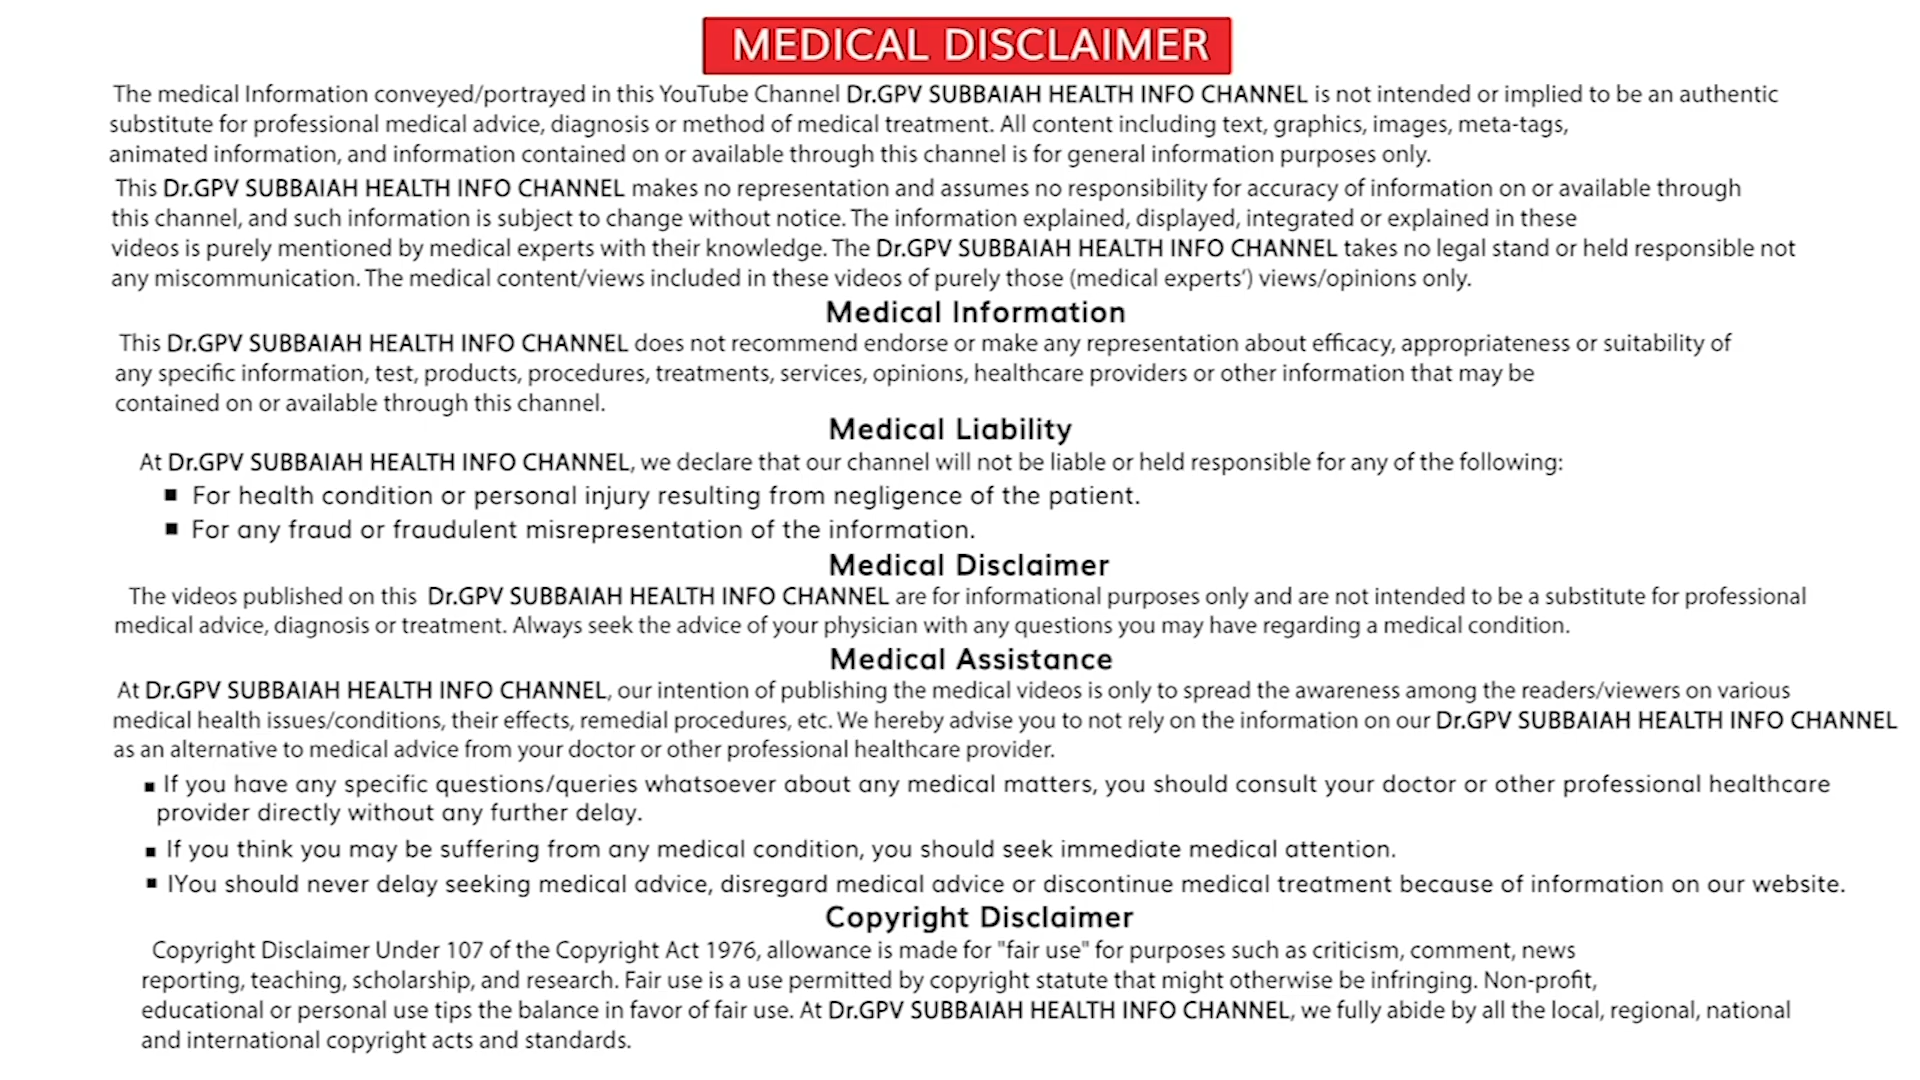 MEDICAL DISCLAIMER
The medical Information conveyed/portrayed in this YouTube Channel Dr.GPV SUBBAIAH HEALTH INFO CHANNEL is not intended or implied to be an authentic
substitute for professional medical advice, diagnosis or method of medical treatment. All content including text, graphics, images, meta-tags,
animated information, and information contained on or available through this channel is for general information purposes only.
This Dr.GPV SUBBAIAH HEALTH INFO CHANNEL makes no representation and assumes no responsibility for accuracy of information on or available through
this channel, and such information is subject to change without notice. The information explained, displayed, integrated or explained in these
videos is purely mentioned by medical experts with their knowledge. The Dr.GPV SUBBAIAH HEALTH INFO CHANNEL takes no legal stand or held responsible not
any miscommunication. The medical content/views included in these videos of purely those (medical experts’) views/opinions only.
Medical Information
This Dr.GPV SUBBAIAH HEALTH INFO CHANNEL does not recommend endorse or make any representation about efficacy, appropriateness or suitability of
any specific information, test, products, procedures, treatments, services, opinions, healthcare providers or other information that may be
contained on or available through this channel.
Medical Liability
At Dr.GPV SUBBAIAH HEALTH INFO CHANNEL, we declare that our channel will not be liable or held responsible for any of the following:
▪ For health condition or personal injury resulting from negligence of the patient.
▪ For any fraud or fraudulent misrepresentation of the information.
Medical Disclaimer
The videos published on this Dr.GPV SUBBAIAH HEALTH INFO CHANNEL are for informational purposes only and are not intended to be a substitute for professional
medical advice, diagnosis or treatment. Always seek the advice of your physician with any questions you may have regarding a medical condition.
Medical Assistance
At Dr.GPV SUBBAIAH HEALTH INFO CHANNEL, our intention of publishing the medical videos is only to spread the awareness among the readers/viewers on various
medical health issues/conditions, their effects, remedial procedures, etc. We hereby advise you to not rely on the information on our Dr.GPV SUBBAIAH HEALTH INFO CHANNEL
as an alternative to medical advice from your doctor or other professional healthcare provider.
▪ If you have any specific questions/queries whatsoever about any medical matters, you should consult your doctor or other professional healthcare
provider directly without any further delay.
▪ If you think you may be suffering from any medical condition, you should seek immediate medical attention.
▪ IYou should never delay seeking medical advice, disregard medical advice or discontinue medical treatment because of information on our website.
Copyright Disclaimer
Copyright Disclaimer Under 107 of the Copyright Act 1976, allowance is made for "fair use" for purposes such as criticism, comment, news
reporting, teaching, scholarship, and research. Fair use is a use permitted by copyright statute that might otherwise be infringing. Non-profit,
educational or personal use tips the balance in favor of fair use. At Dr.GPV SUBBAIAH HEALTH INFO CHANNEL, we fully abide by all the local, regional, national
and international copyright acts and standards.